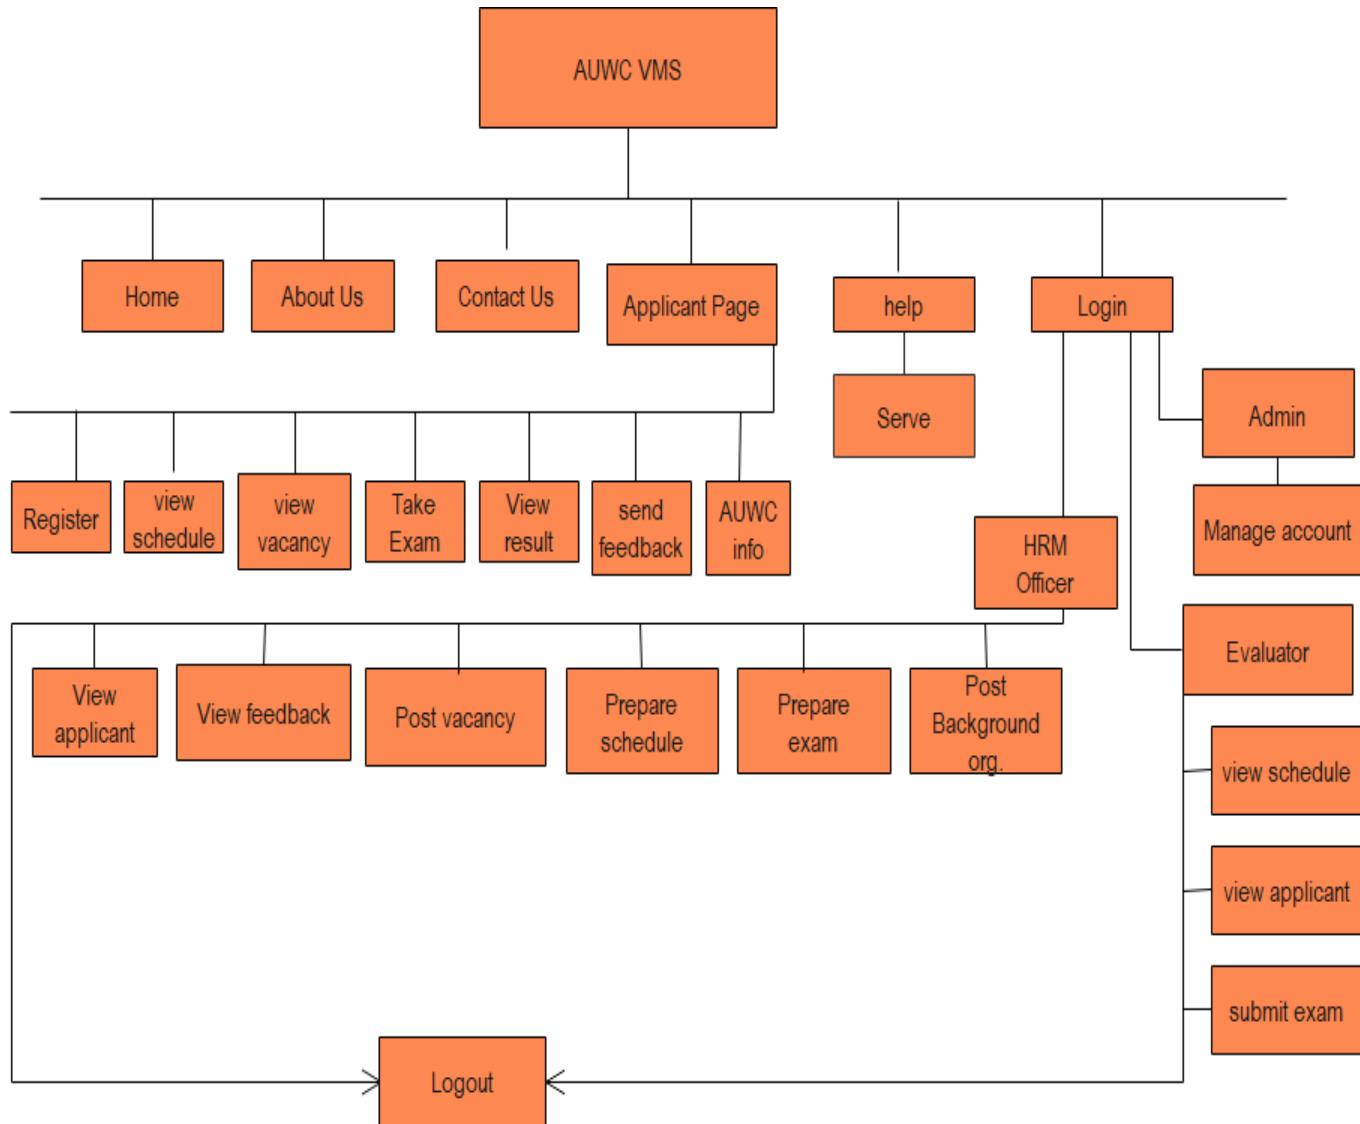 AUWC VMS
Home
About Us
Contact Us
Applicant Page
help
Login
Serve
Admin
Manage account
Register
view
schedule
view
vacancy
Take
Exam
View
result
send
feedback
AUWC
info
HRM
Officer
Evaluator
View
applicant
View feedback
Post vacancy
Prepare
schedule
Prepare
exam
Post
Background
org.
view schedule
view applicant
submit exam
Logout